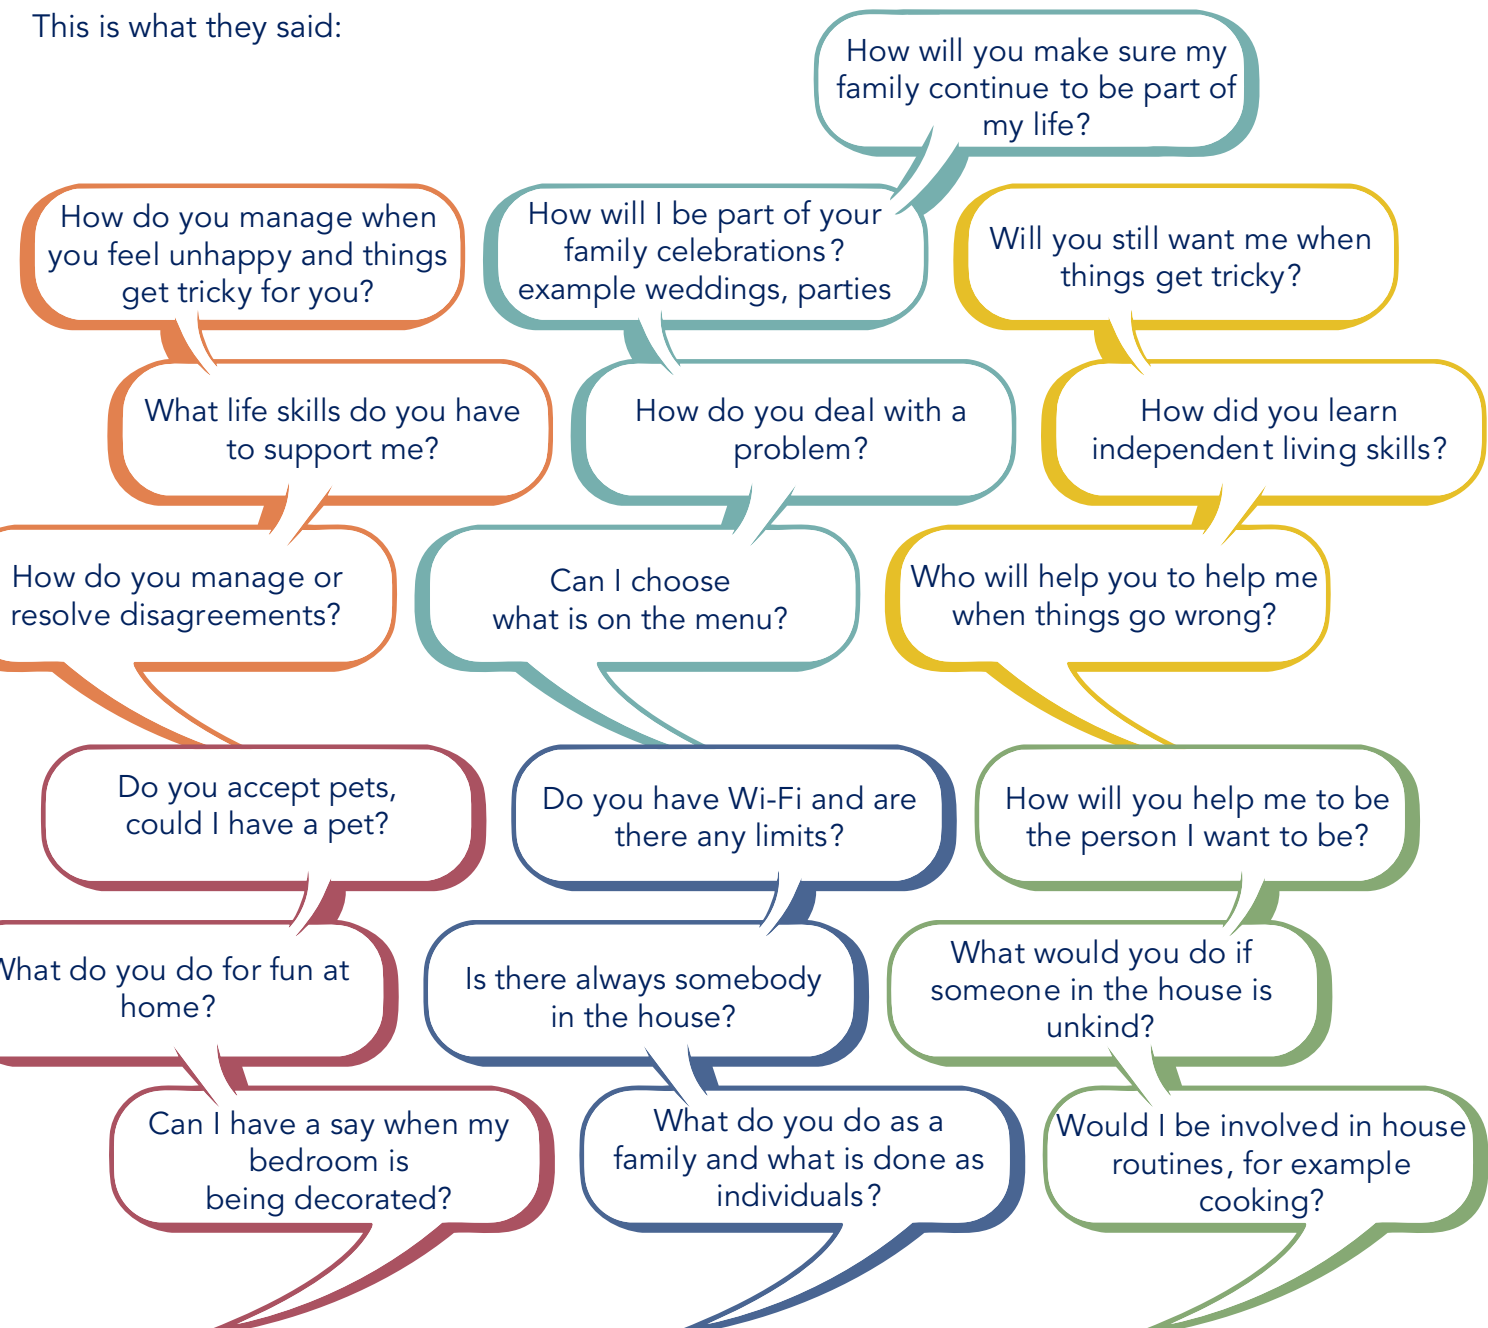 This is what they said:
How will you make sure my
family continue to be part of
my life?
How do you manage when
you feel unhappy and things
get tricky for you?
How will I be part of your
family celebrations?
example weddings, parties
Will you still want me when
things get tricky?
What life skills do you have
to support me?
How do you deal with a
problem?
How did you learn
independent living skills?
How do you manage or
resolve disagreements?
Can I choose
what is on the menu?
Who will help you to help me
when things go wrong?
Do you accept pets,
could I have a pet?
Do you have Wi-Fi and are
there any limits?
How will you help me to be
the person I want to be?
What do you do for fun at
home?
Is there always somebody
in the house?
What would you do if
someone in the house is
unkind?
Can I have a say when my
bedroom is
being decorated?
What do you do as a
family and what is done as
individuals?
Would I be involved in house
routines, for example
cooking?